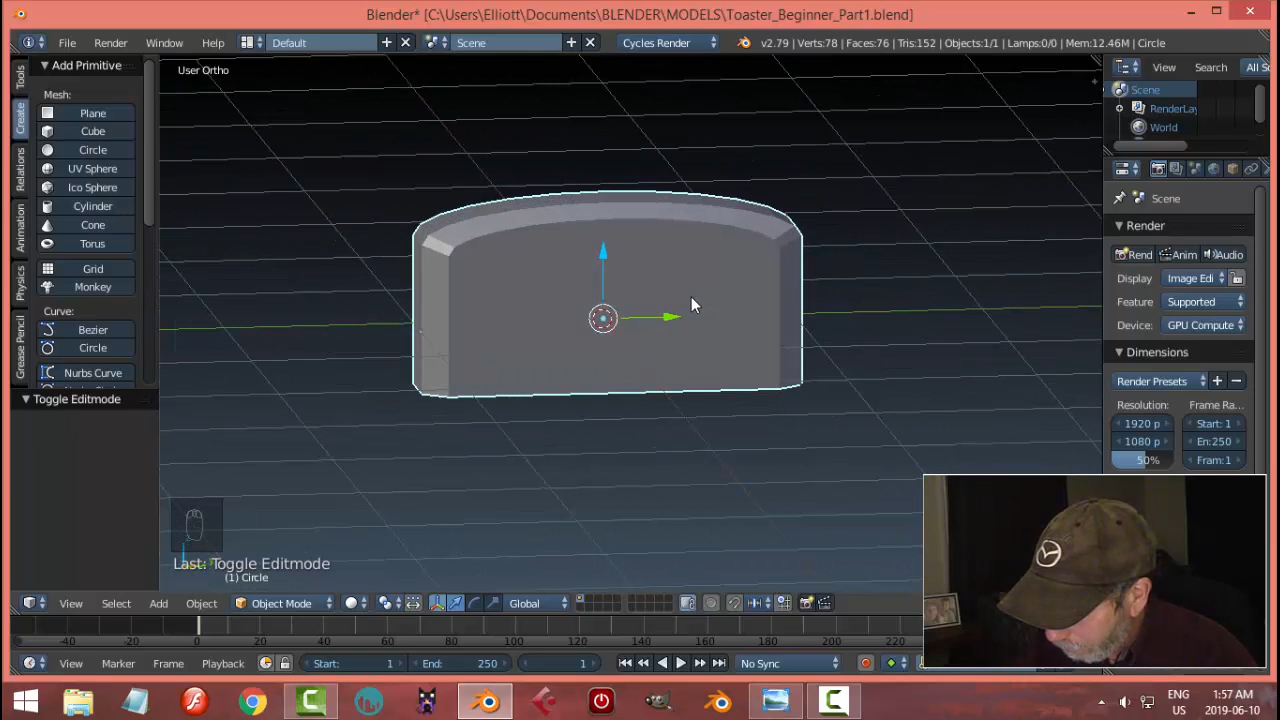 Blender* [C:\Users\Elliott\Documents\BLENDER\MODELS\Toaster_Beginner_Part1.blend]
File Render Window Help Default Scene Cycles Render v2.79 | Verts:78 | Faces:76 | Tris:152 | Objects:1/1 | Lamps:0/0 | Mem:12.46M | Circle
Add Primitive
Mesh:
Plane
Cube
Circle
UV Sphere
Ico Sphere
Cylinder
Cone
Torus
Grid
Monkey
Curve:
Bezier
Circle
Nurbs Curve
Tools
Create
Relations
Animation
Physics
Grease Pencil
Toggle Editmode
User Ortho
Last: Toggle Editmode
(1) Circle
View Search All Sc
Scene
RenderLay
World
Scene
Render
Rend Anim Audio
Display Image Edi
Feature Supported
Device: GPU Compute
Dimensions
Render Presets
Resolution: Frame Ra...
1920 p Start: 1
1080 p En:250
50% Fram:1
View Select Add Object Object Mode Global
-40 -20 0 20 40 60 80 100 120 140 160 180 200
View Marker Frame Playback Start: 1 End: 250 1 No Sync
ENG
US
1:57 AM
2019-06-10